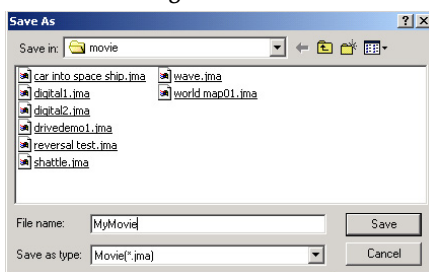 Save As
Save in: movie
car into space ship.jma wave.jma
digital1.jma world map01.jma
digital2.jma
drivedemo1.jma
reversal test.jma
shattle.jma
File name: MyMovie Save
Save as type: Movie(*.jma) Cancel